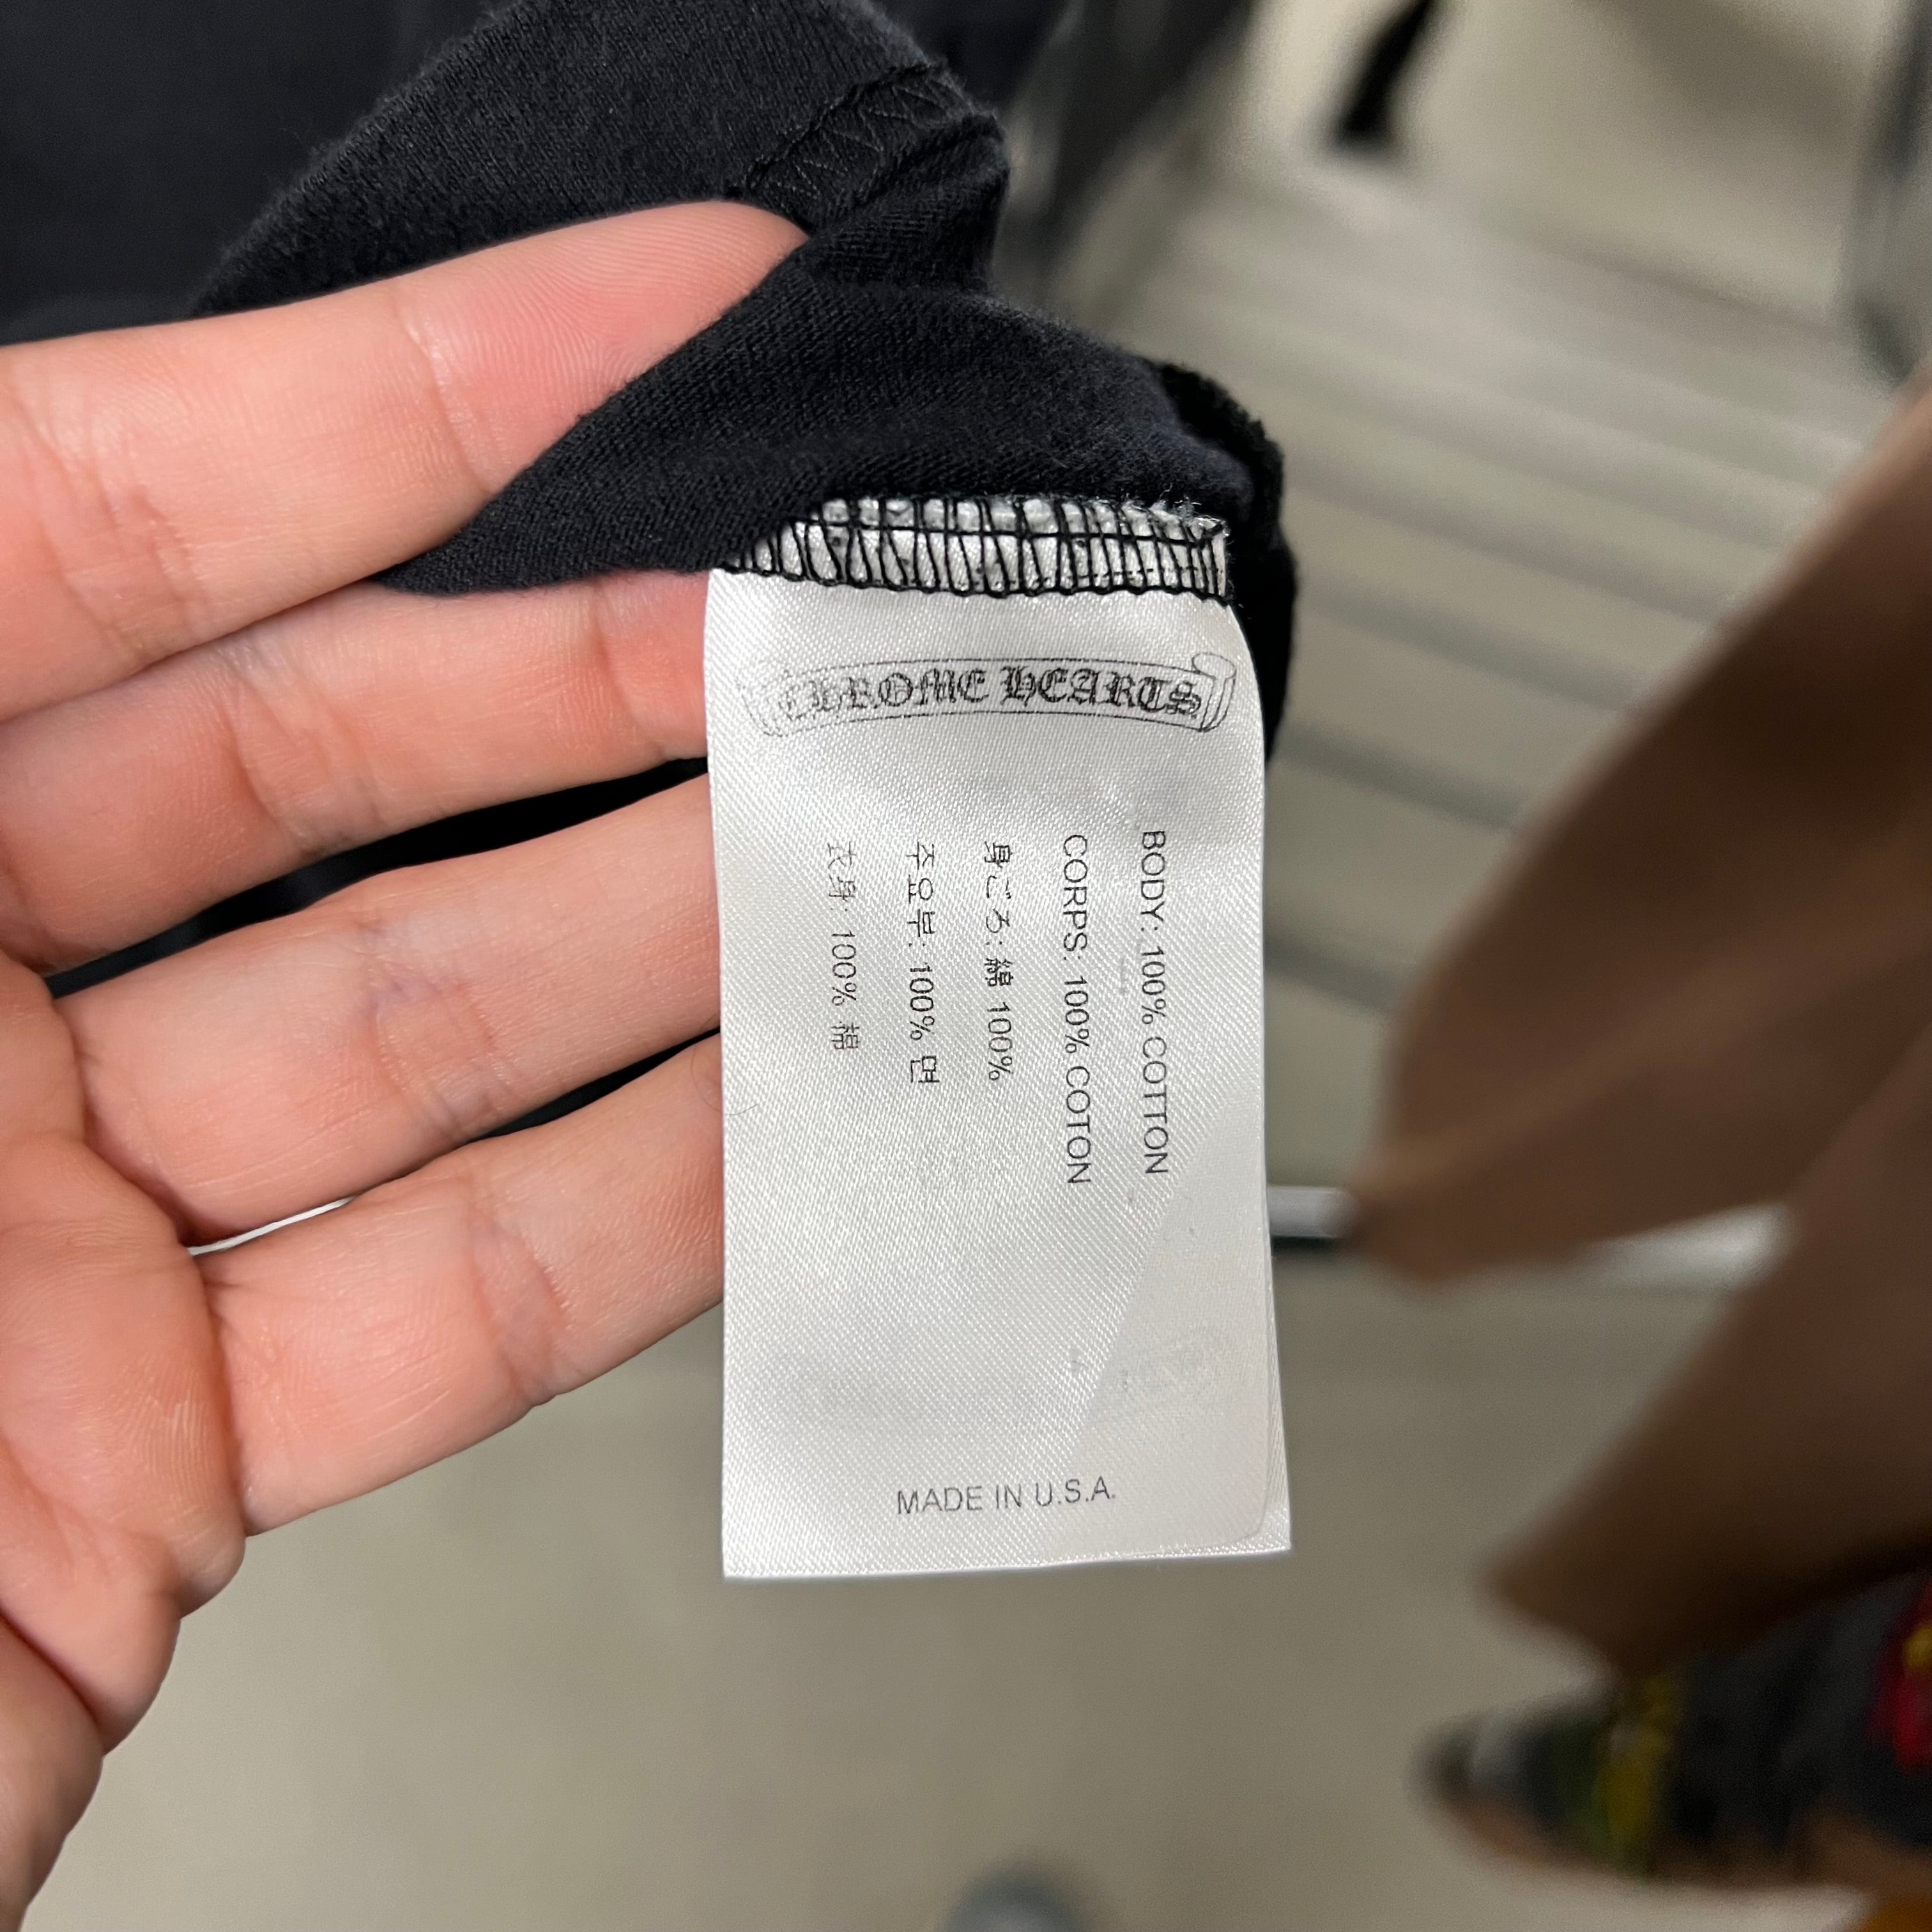 CHROME HEARTS
BODY: 100% COTTON
CORPS: 100% COTON
身ごろ: 綿 100%
주요부: 100% 면
衣身: 100% 棉
MADE IN U.S.A.